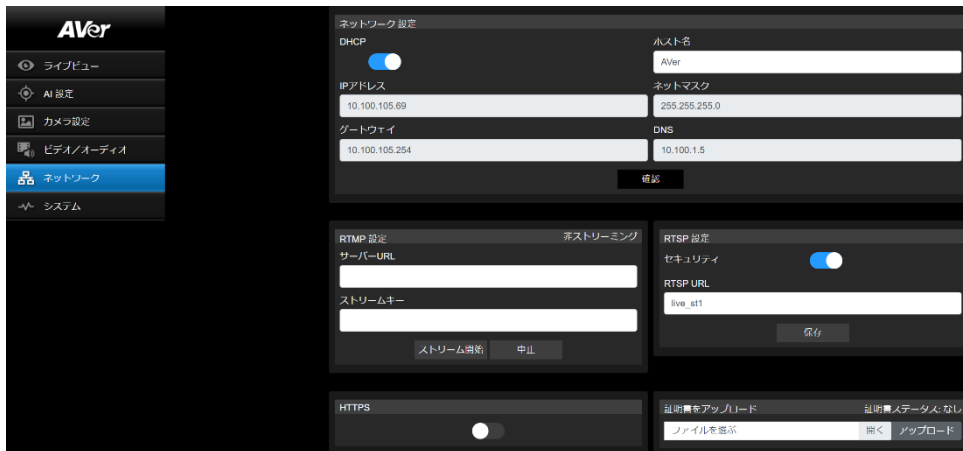 AVer
ライブビュー
AI 設定
カメラ設定
ビデオ/オーディオ
ネットワーク
システム
ネットワーク 設定
DHCP
ホスト名
AVer
IPアドレス
ネットマスク
10.100.105.69
255.255.255.0
ゲートウェイ
DNS
10.100.105.254
10.100.1.5
確認
RTMP 設定
非ストリーミング
サーバーURL
ストリームキー
ストリーム開始
中止
RTSP 設定
セキュリティ
RTSP URL
live_st1
保存
HTTPS
証明書をアップロード
証明書ステータス: なし
ファイルを選ぶ
開く
アップロード